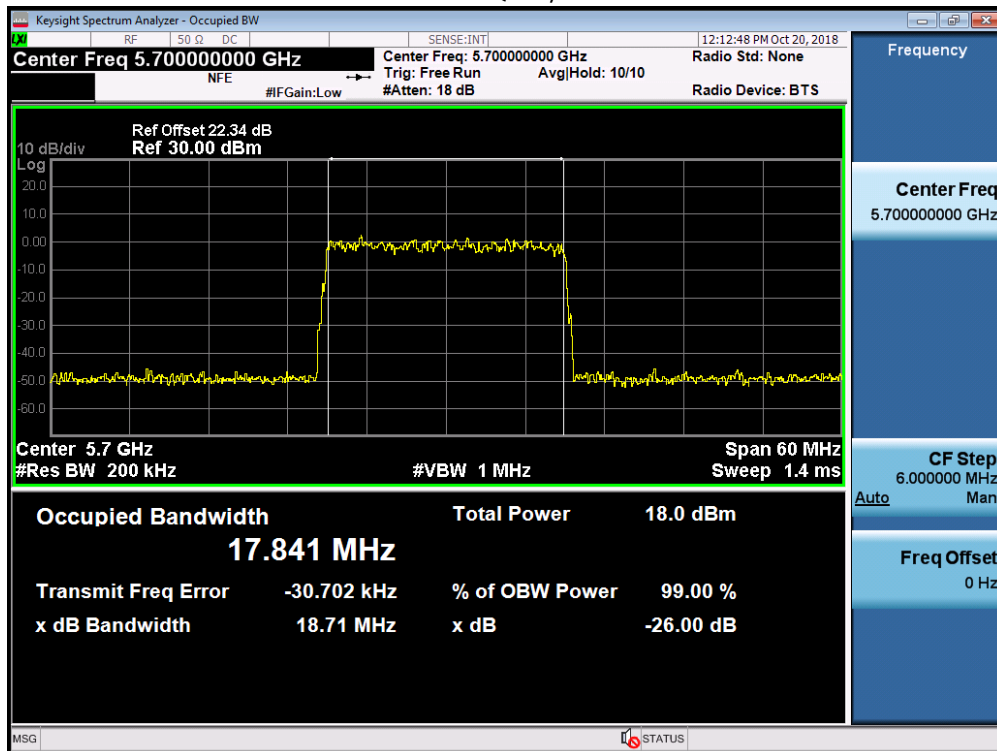 Keysight Spectrum Analyzer - Occupied BW
LXI RF 50 Ω DC SENSE:INT 12:12:48 PM Oct 20, 2018
Center Freq 5.700000000 GHz
NFE
#IFGain:Low
Center Freq: 5.700000000 GHz
Trig: Free Run Avg|Hold: 10/10
#Atten: 18 dB
Radio Std: None
Radio Device: BTS
Ref Offset 22.34 dB
10 dB/div Ref 30.00 dBm
Log
20.0
10.0
0.00
-10.0
-20.0
-30.0
-40.0
-50.0
-60.0
Center 5.7 GHz Span 60 MHz
#Res BW 200 kHz #VBW 1 MHz Sweep 1.4 ms
Occupied Bandwidth Total Power 18.0 dBm
17.841 MHz
Transmit Freq Error -30.702 kHz % of OBW Power 99.00 %
x dB Bandwidth 18.71 MHz x dB -26.00 dB
MSG STATUS
Frequency
Center Freq
5.700000000 GHz
CF Step
6.000000 MHz
Auto Man
Freq Offset
0 Hz